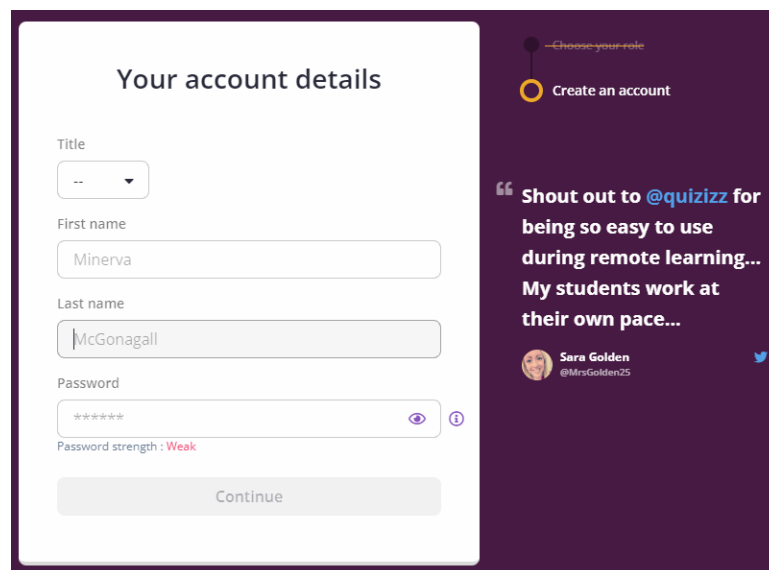 Your account details
Title
--
First name
Minerva
Last name
McGonagall
Password
******
Password strength : Weak
Continue
Choose your role
Create an account
“ Shout out to @quizizz for
being so easy to use
during remote learning...
My students work at
their own pace...
Sara Golden
@MrsGolden25